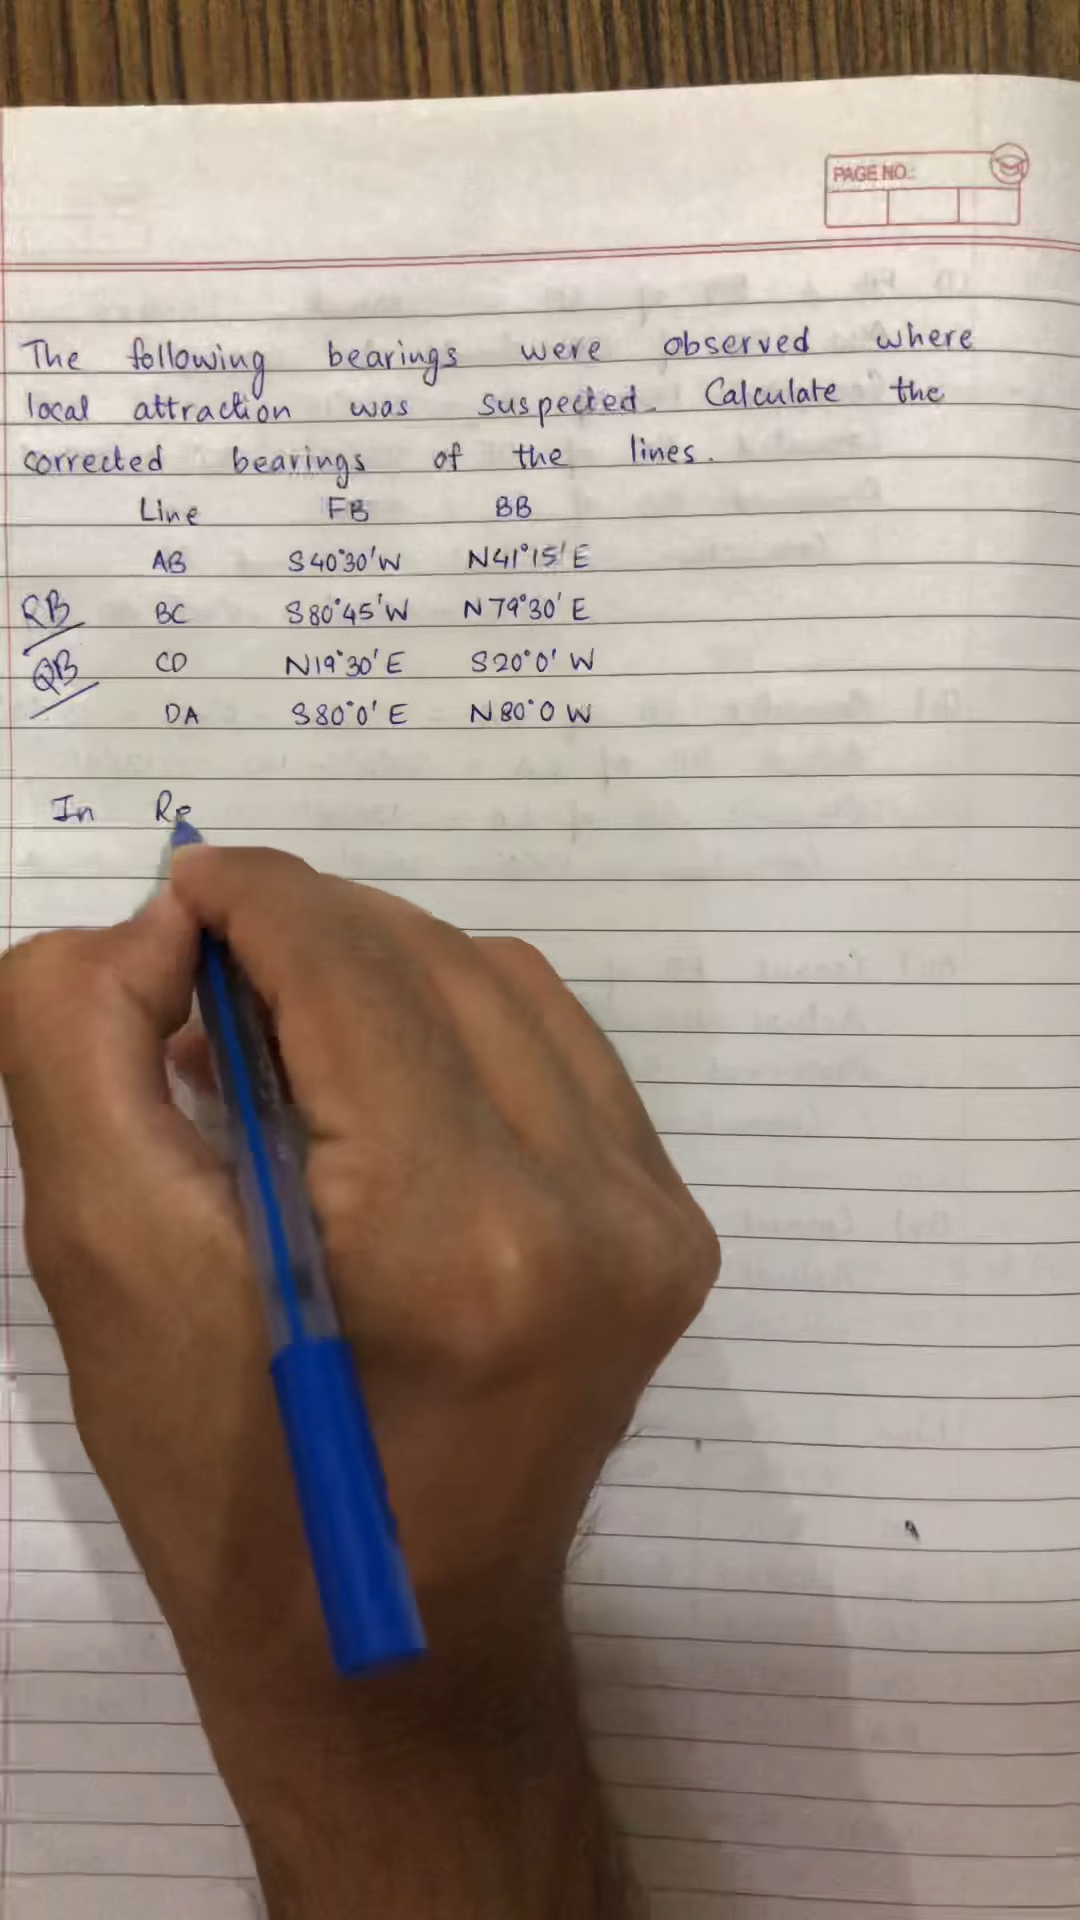 PAGE NO.:
The following bearings were observed where
local attraction was suspected. Calculate the
corrected bearings of the lines.
Line FB BB
AB S40°30'W N41°15'E
RB BC S80°45'W N79°30'E
QB CD N19°30'E S20°0'W
DA S80°0'E N80°0W
In Re